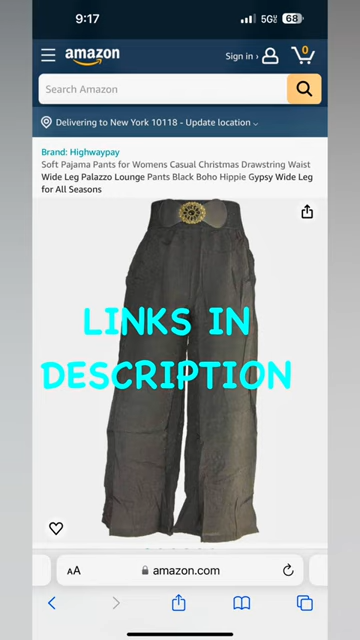 9:17
5G
68
amazon
Sign in ›
0
Search Amazon
Delivering to New York 10118 - Update location
Brand: Highwaypay
Soft Pajama Pants for Womens Casual Christmas Drawstring Waist
Wide Leg Palazzo Lounge Pants Black Boho Hippie Gypsy Wide Leg
for All Seasons
LINKS IN
DESCRIPTION
AA
amazon.com